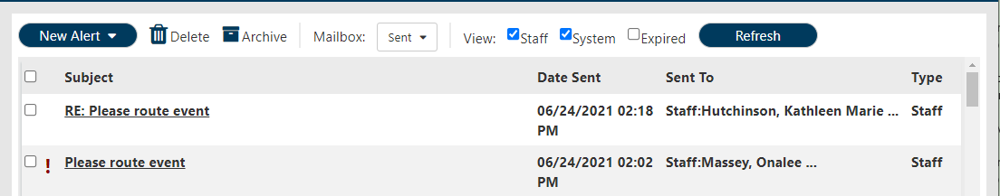 New Alert Delete Archive Mailbox: Sent View: Staff System Expired Refresh
Subject Date Sent Sent To Type
RE: Please route event 06/24/2021 02:18 PM Staff:Hutchinson, Kathleen Marie ... Staff
! Please route event 06/24/2021 02:02 PM Staff:Massey, Onalee ... Staff